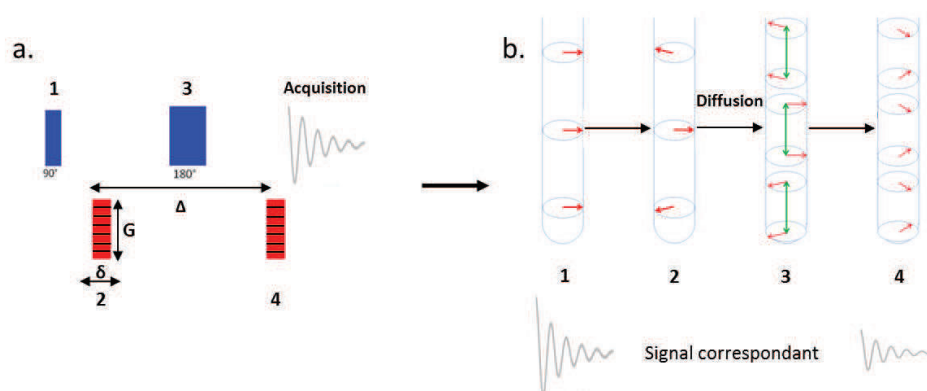 a.
1
3
Acquisition
90°
180°
Δ
G
δ
2
4
b.
Diffusion
1
2
3
4
Signal correspondant